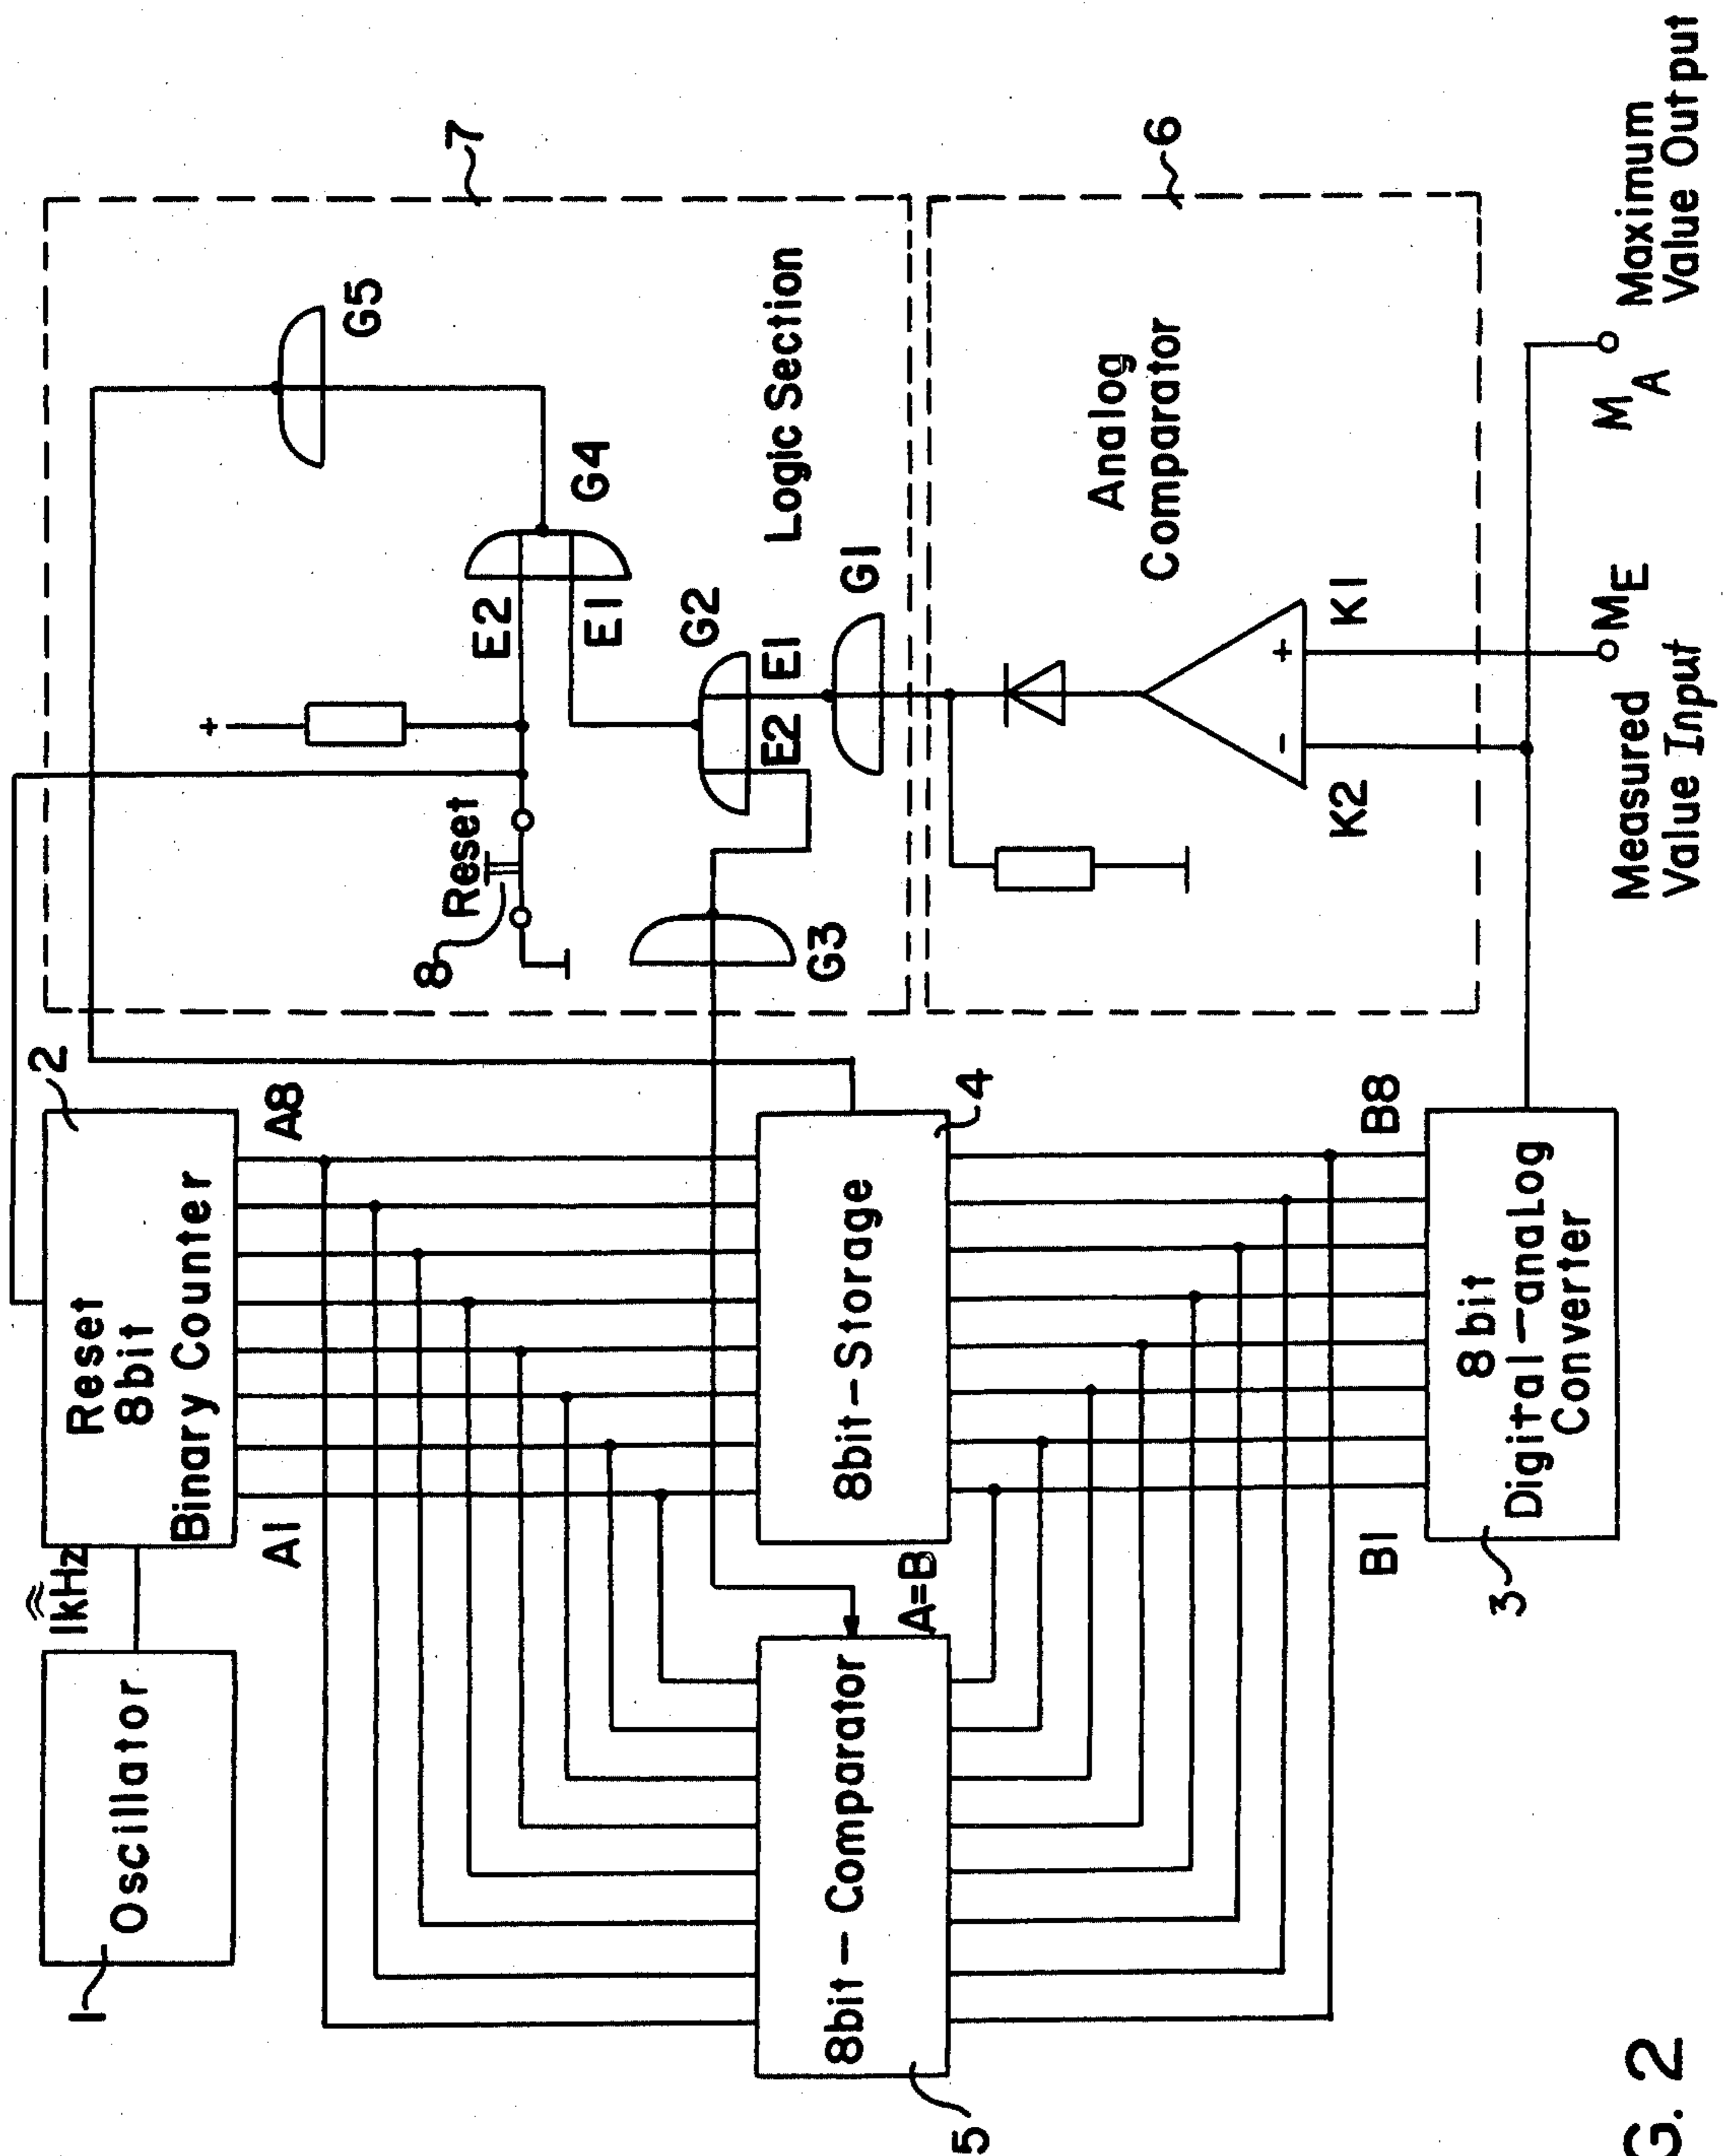 1
Oscillator
≈
1kHz
2
Reset
8bit
Binary Counter
A1
A8
7
G5
G4
E2
E1
+
8
Reset
G3
G2
E2
E1
G1
Logic Section
5
8bit-Comparator
A=B
8bit-Storage
4
6
Analog
Comparator
K2
K1
-
+
B1
B8
3
8bit
Digital-anaLog
Converter
Measured
Value Input
ME
MA
Maximum
Value Output
G. 2